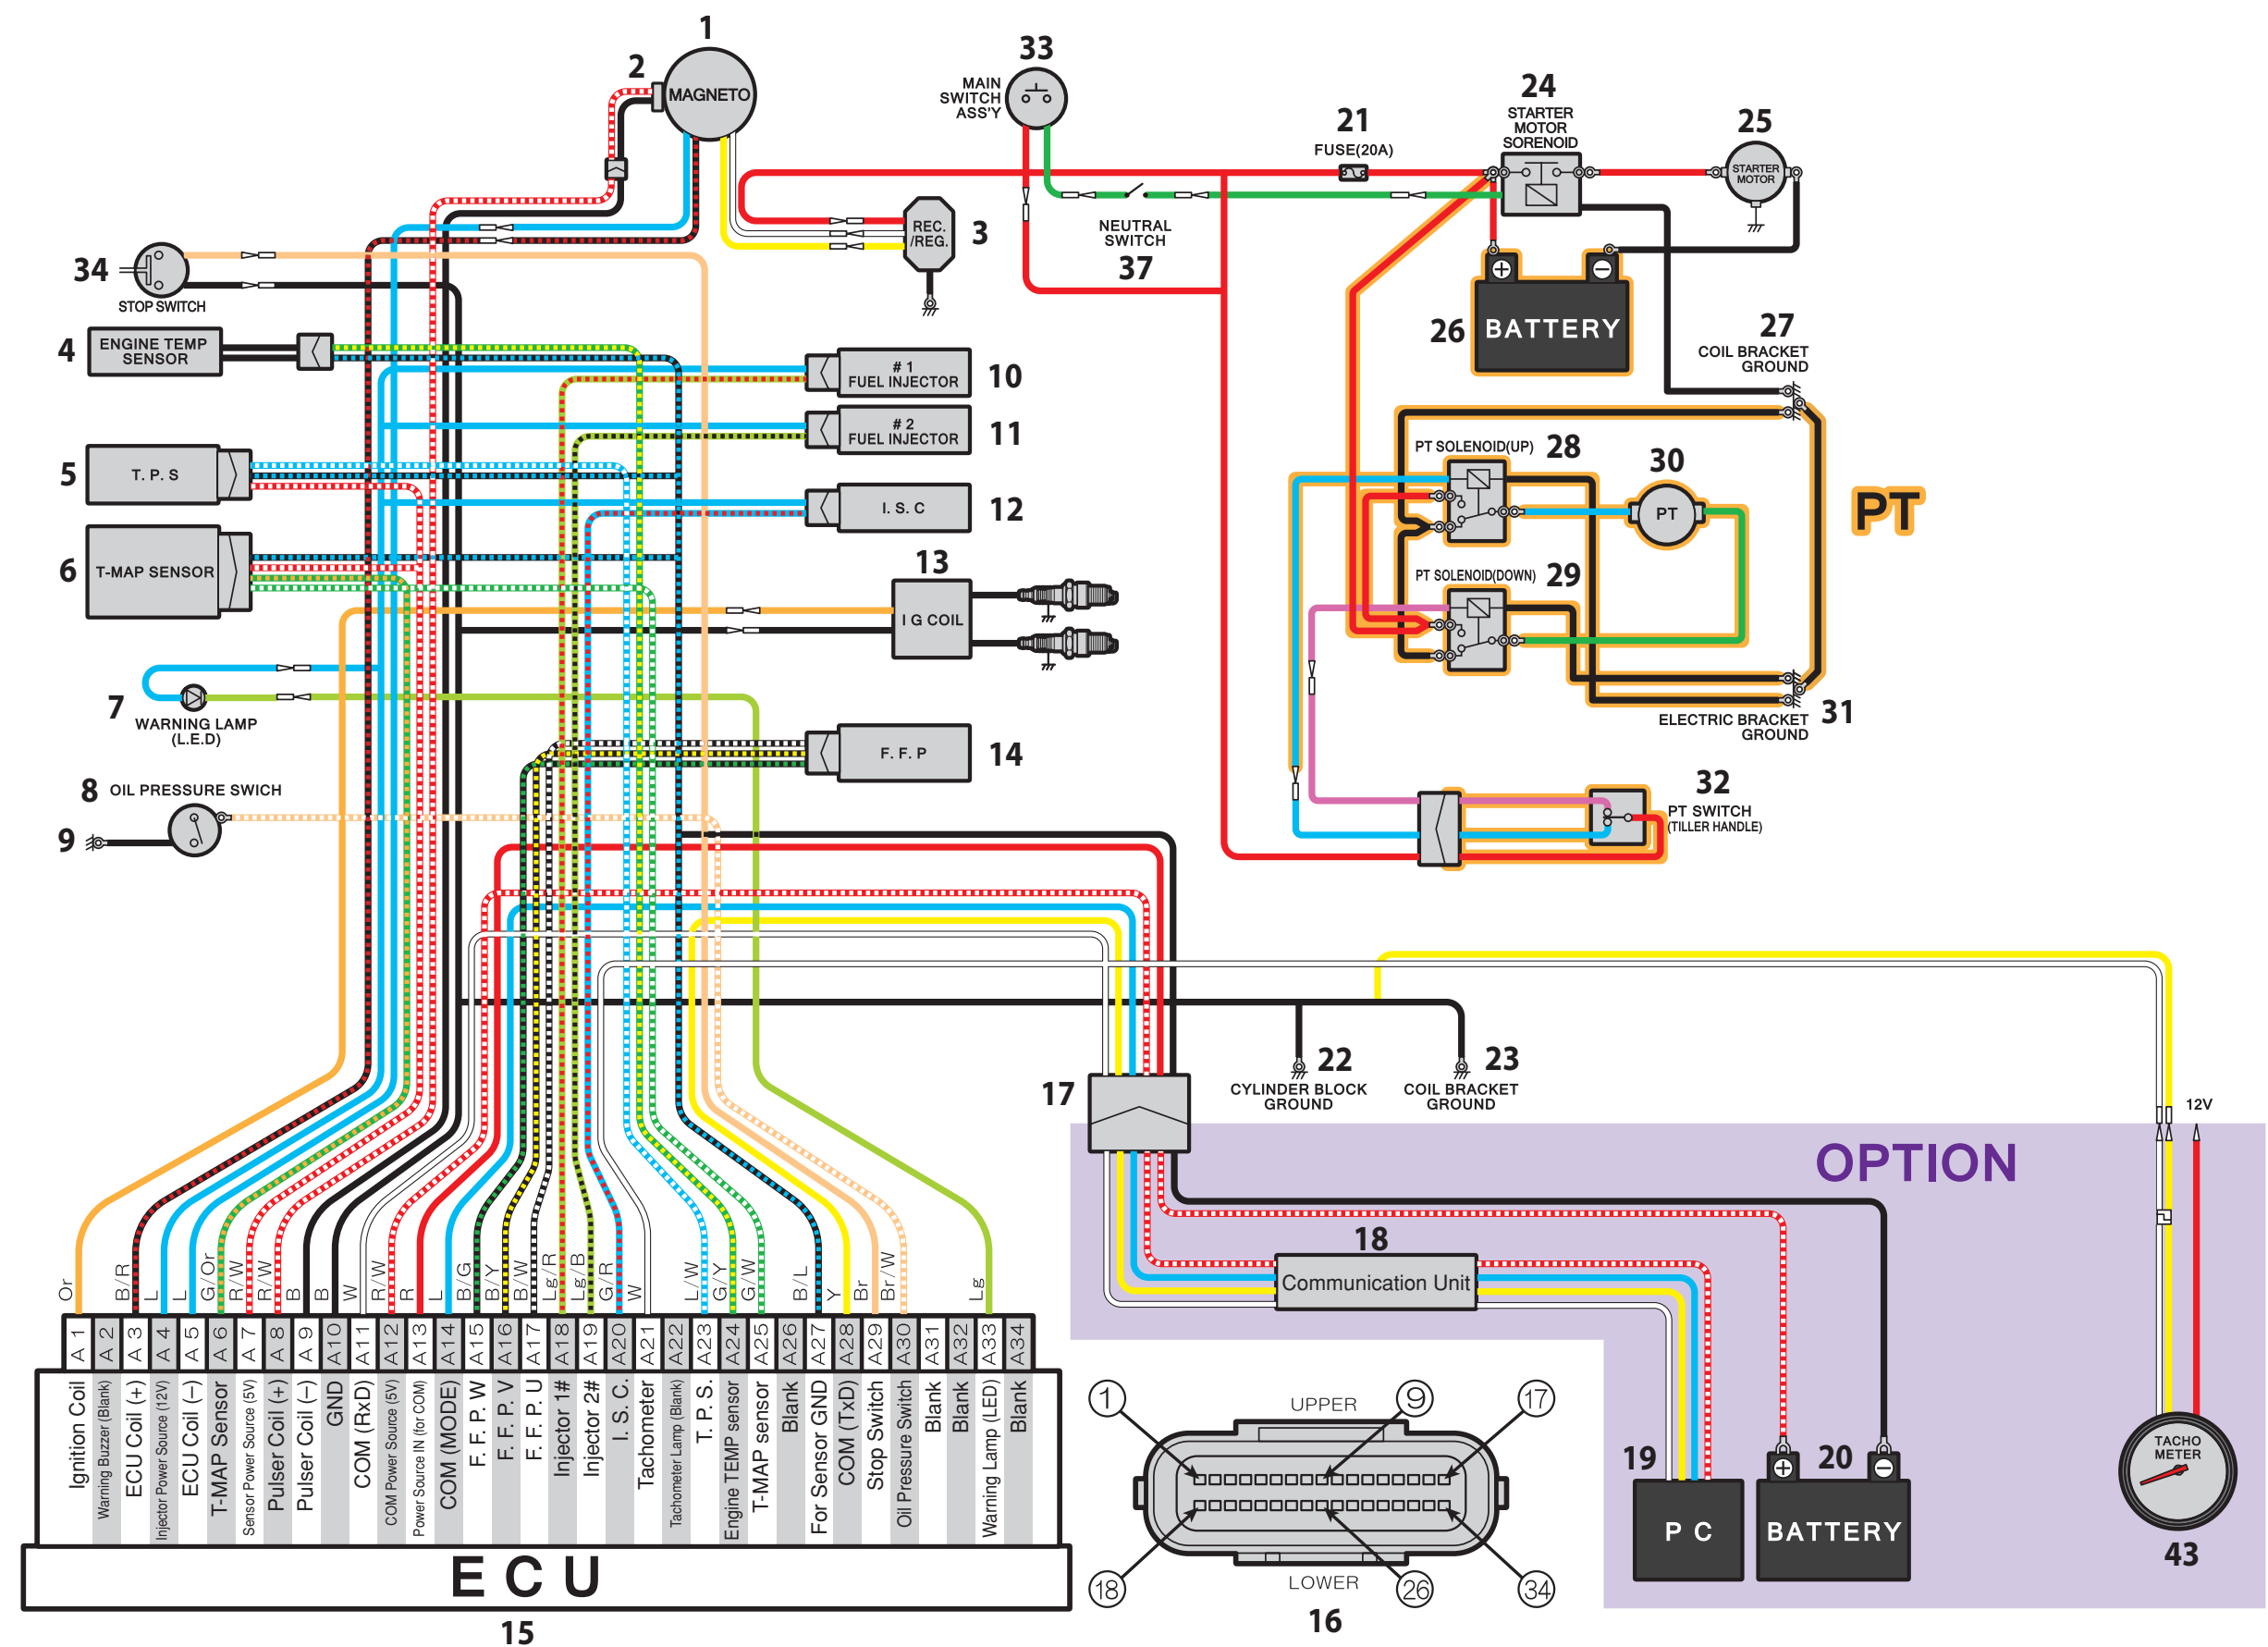 1
2
MAGNETO
33
MAIN
SWITCH
ASS'Y
24
STARTER
MOTOR
SORENOID
21
FUSE(20A)
25
STARTER
MOTOR
REC.
/REG.
3
NEUTRAL
SWITCH
37
34
STOP SWITCH
4
ENGINE TEMP
SENSOR
# 1
FUEL INJECTOR
10
26
BATTERY
27
COIL BRACKET
GROUND
# 2
FUEL INJECTOR
11
5
T. P. S
I. S. C
12
PT SOLENOID(UP)
28
30
PT
PT
6
T-MAP SENSOR
13
I G COIL
PT SOLENOID(DOWN)
29
7
WARNING LAMP
(L.E.D)
F. F. P
14
ELECTRIC BRACKET
GROUND
31
8
OIL PRESSURE SWICH
9
32
PT SWITCH
(TILLER HANDLE)
17
22
CYLINDER BLOCK
GROUND
23
COIL BRACKET
GROUND
12V
OPTION
18
Communication Unit
Or
B/R
L
L
G/Or
R/W
R/W
B
B
W
R/W
R
L
B/G
B/Y
B/W
Lg/R
Lg/B
G/R
W
L/W
G/Y
G/W
B/L
Y
Br
Br/W
Lg
A 1
A 2
A 3
A 4
A 5
A 6
A 7
A 8
A 9
A10
A11
A12
A13
A14
A15
A16
A17
A18
A19
A20
A21
A22
A23
A24
A25
A26
A27
A28
A29
A30
A31
A32
A33
A34
Ignition Coil
Warning Buzzer (Blank)
ECU Coil (+)
Injector Power Source (12V)
ECU Coil (−)
T-MAP Sensor
Sensor Power Source (5V)
Pulser Coil (+)
Pulser Coil (−)
GND
COM (RxD)
COM Power Source (5V)
Power Source IN (for COM)
COM (MODE)
F. F. P. W
F. F. P. V
F. F. P. U
Injector 1#
Injector 2#
I. S. C.
Tachometer
Tachometer Lamp (Blank)
T. P. S.
Engine TEMP sensor
T-MAP sensor
Blank
For Sensor GND
COM (TxD)
Stop Switch
Oil Pressure Switch
Blank
Blank
Warning Lamp (LED)
Blank
E C U
15
1
UPPER
9
17
18
LOWER
26
34
16
19
P C
20
BATTERY
TACHO
METER
43